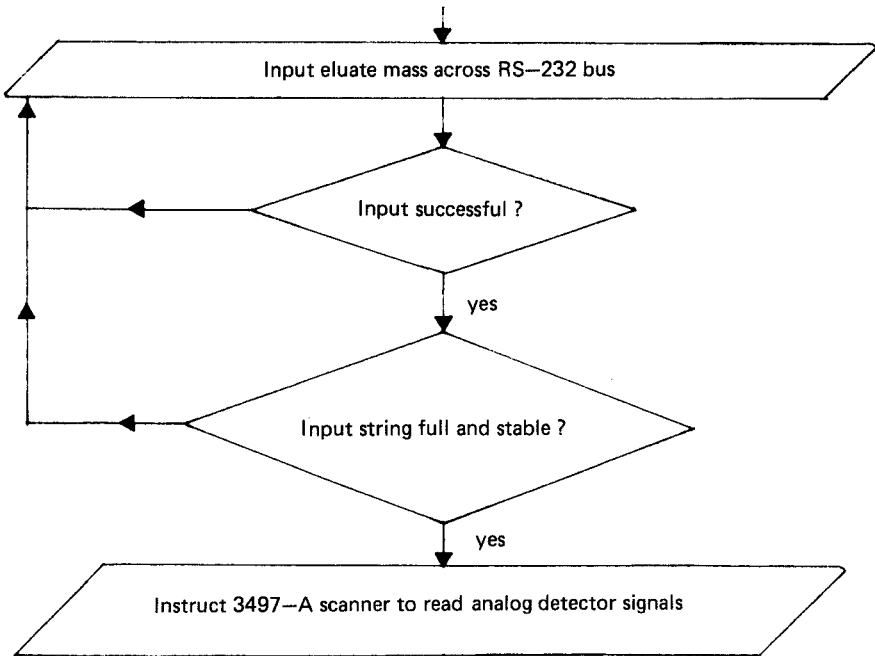 Input eluate mass across RS—232 bus
Input successful ?
yes
Input string full and stable ?
yes
Instruct 3497—A scanner to read analog detector signals